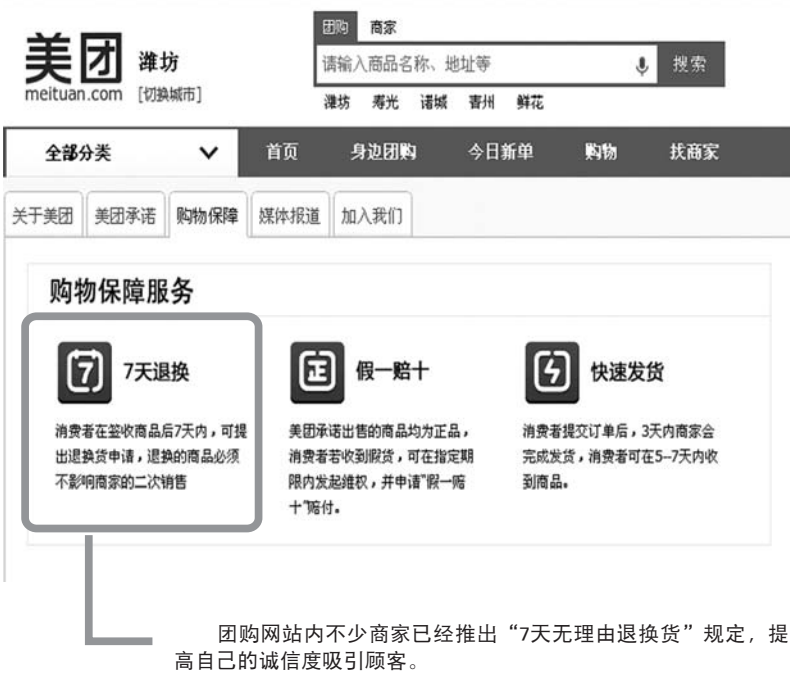 团购 商家
美团 潍坊
请输入商品名称、地址等 搜索
meituan.com [切换城市]
潍坊 寿光 诸城 青州 鲜花
全部分类 首页 身边团购 今日新单 购物 找商家
关于美团 美团承诺 购物保障 媒体报道 加入我们
购物保障服务
7 7天退换
消费者在签收商品后7天内，可提
出退换货申请，退换的商品必须
不影响商家的二次销售
正 假一赔十
美团承诺出售的商品均为正品，
消费者若收到假货，可在指定期
限内发起维权，并申请"假一赔
十"赔付。
快速发货
消费者提交订单后，3天内商家会
完成发货，消费者可在5--7天内收
到商品。
团购网站内不少商家已经推出“7天无理由退换货”规定，提
高自己的诚信度吸引顾客。